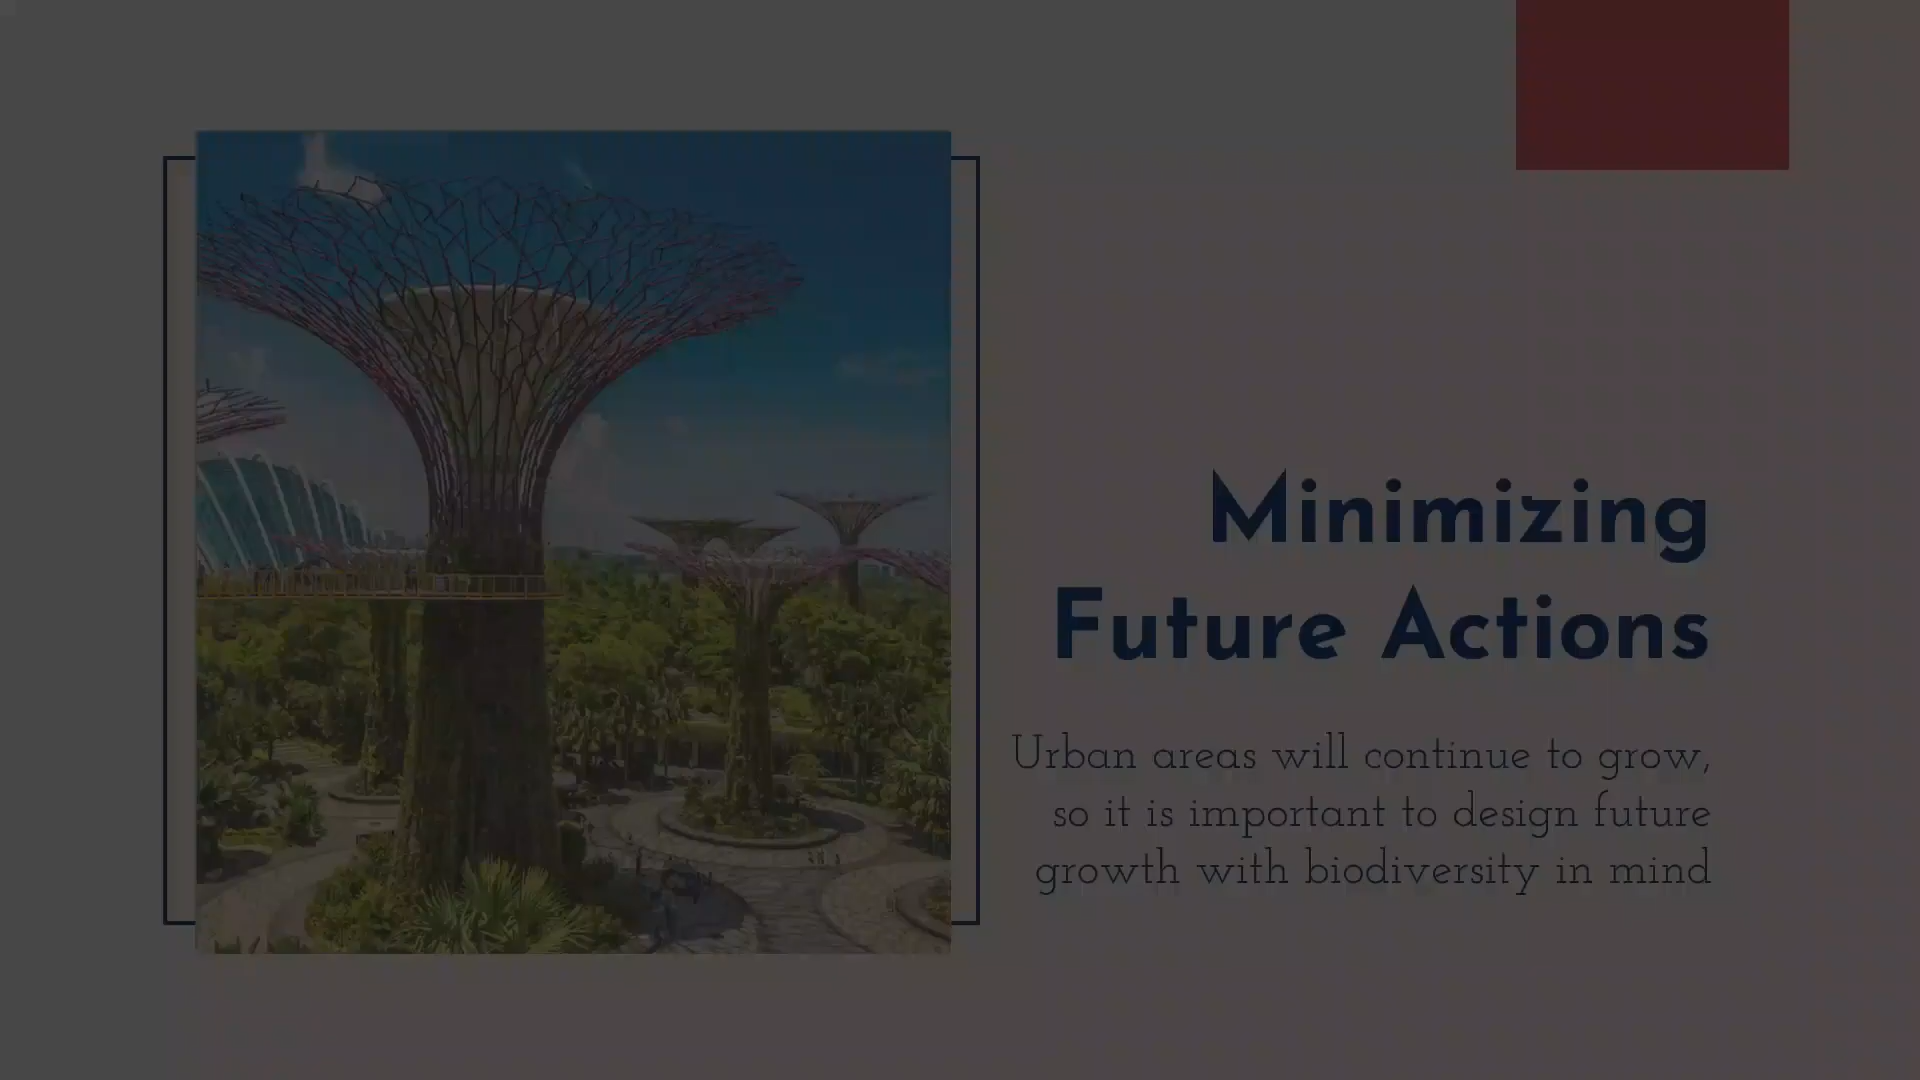 Minimizing
Future Actions
Urban areas will continue to grow,
so it is important to design future
growth with biodiversity in mind